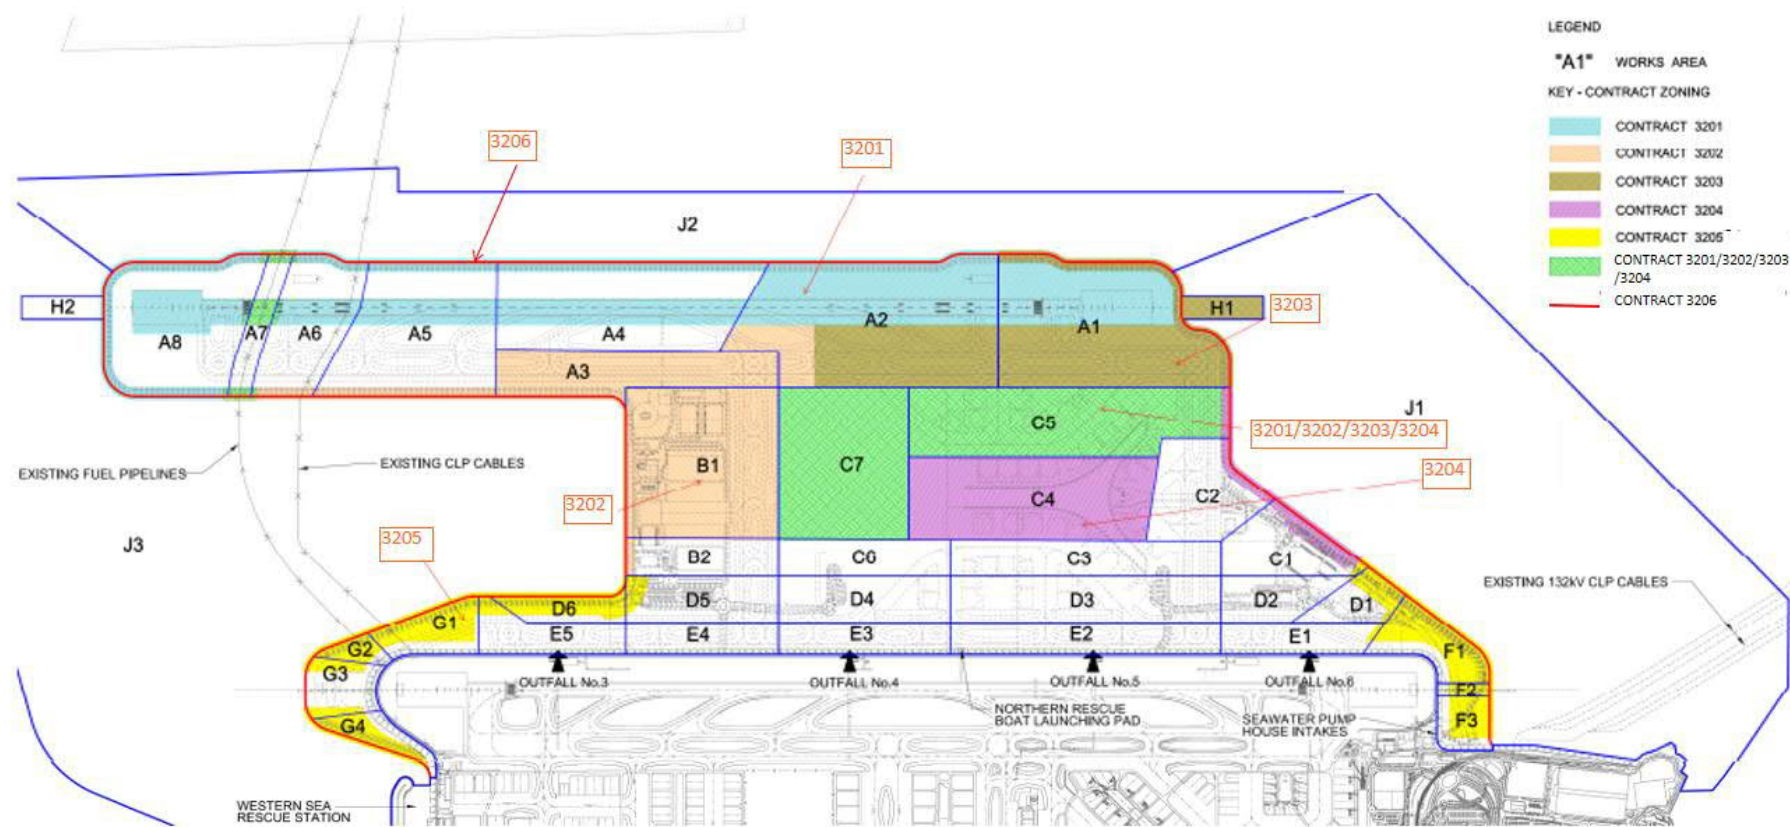 LEGEND
"A1" WORKS AREA
KEY - CONTRACT ZONING
CONTRACT 3201
CONTRACT 3202
CONTRACT 3203
CONTRACT 3204
CONTRACT 3205
CONTRACT 3201/3202/3203
/3204
CONTRACT 3206
3206
3201
J2
H2
A8
A7
A6
A5
A4
A2
A1
H1
3203
A3
J1
C5
3201/3202/3203/3204
EXISTING FUEL PIPELINES
EXISTING CLP CABLES
B1
C7
C4
C2
3204
3202
J3
3205
B2
C6
C3
C1
EXISTING 132kV CLP CABLES
D6
D5
D4
D3
D2
D1
G1
E5
E4
E3
E2
E1
G2
F1
G3
OUTFALL No.3
OUTFALL No.4
OUTFALL No.5
OUTFALL No.6
F2
G4
NORTHERN RESCUE
BOAT LAUNCHING PAD
SEAWATER PUMP
HOUSE INTAKES
F3
WESTERN SEA
RESCUE STATION